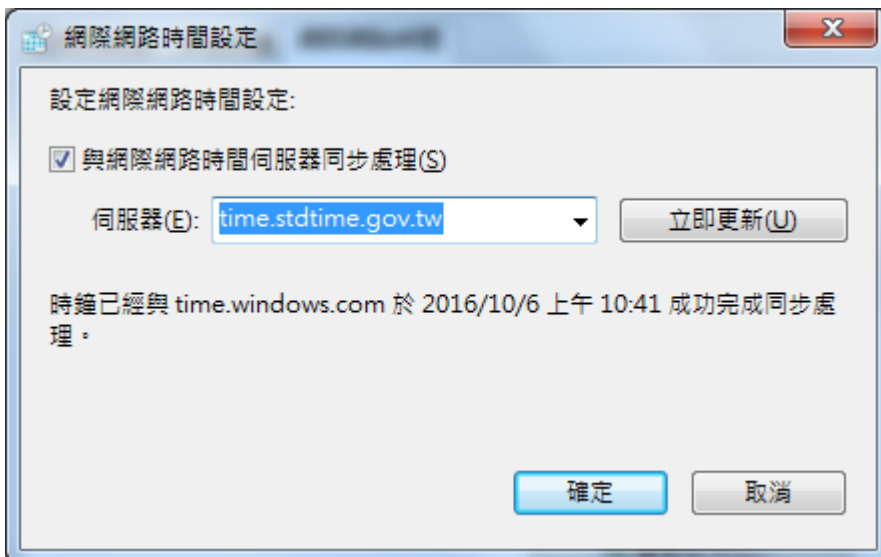 網際網路時間設定
設定網際網路時間設定:
與網際網路時間伺服器同步處理(S)
伺服器(E): time.stdtime.gov.tw 立即更新(U)
時鐘已經與 time.windows.com 於 2016/10/6 上午 10:41 成功完成同步處
理。
確定 取消